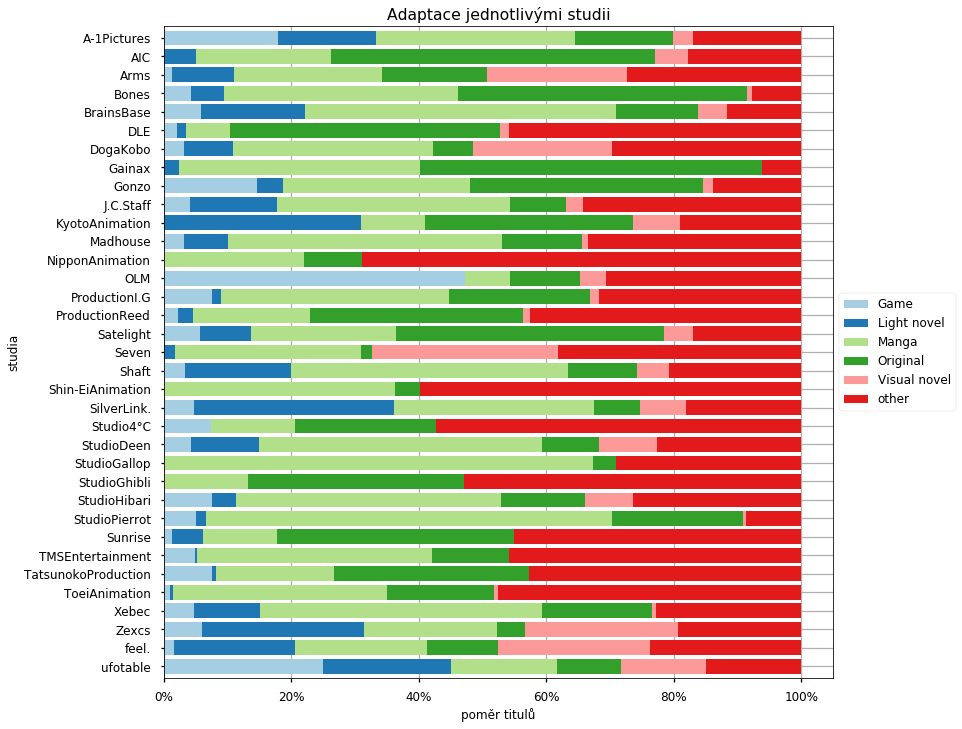 Adaptace jednotlivými studii
studia
A-1Pictures
AIC
Arms
Bones
BrainsBase
DLE
DogaKobo
Gainax
Gonzo
J.C.Staff
KyotoAnimation
Madhouse
NipponAnimation
OLM
ProductionI.G
ProductionReed
Satelight
Seven
Shaft
Shin-EiAnimation
SilverLink.
Studio4°C
StudioDeen
StudioGallop
StudioGhibli
StudioHibari
StudioPierrot
Sunrise
TMSEntertainment
TatsunokoProduction
ToeiAnimation
Xebec
Zexcs
feel.
ufotable
0% 20% 40% 60% 80% 100%
poměr titulů
Game
Light novel
Manga
Original
Visual novel
other